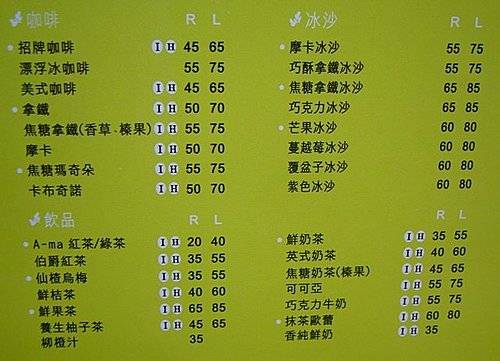 咖啡 R L
招牌咖啡 I H 45 65
漂浮冰咖啡 55 75
美式咖啡 I H 45 65
拿鐵 I H 50 70
焦糖拿鐵(香草、榛果) I H 55 75
摩卡 I H 50 70
焦糖瑪奇朵 I H 55 75
卡布奇諾 I H 50 70
飲品 R L
A-ma 紅茶/綠茶 I H 20 40
伯爵紅茶 I H 35 55
仙楂烏梅 I H 35 55
鮮桔茶 I H 40 60
鮮果茶 I H 65 85
養生柚子茶 I H 45 65
柳橙汁 35
冰沙 R L
摩卡冰沙 55 75
巧酥拿鐵冰沙 55 75
焦糖拿鐵冰沙 65 85
巧克力冰沙 65 85
芒果冰沙 60 80
蔓越莓冰沙 60 80
覆盆子冰沙 60 80
紫色冰沙 60 80
R L
鮮奶茶 I H 35 55
英式奶茶 I H 40 60
焦糖奶茶(榛果) I H 45 65
可可亞 I H 55 75
巧克力牛奶 I H 55 75
抹茶歐蕾 I H 60 80
香純鮮奶 I H 35